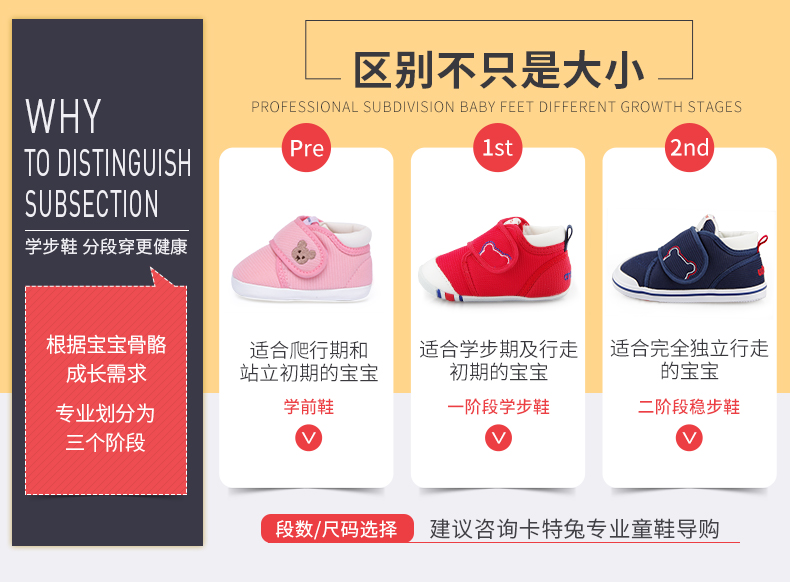 WHY
TO DISTINGUISH
SUBSECTION
学步鞋 分段穿更健康
根据宝宝骨骼
成长需求
专业划分为
三个阶段
区别不只是大小
PROFESSIONAL SUBDIVISION BABY FEET DIFFERENT GROWTH STAGES
Pre
适合爬行期和
站立初期的宝宝
学前鞋
1st
适合学步期及行走
初期的宝宝
一阶段学步鞋
2nd
适合完全独立行走
的宝宝
二阶段稳步鞋
段数/尺码选择
建议咨询卡特兔专业童鞋导购